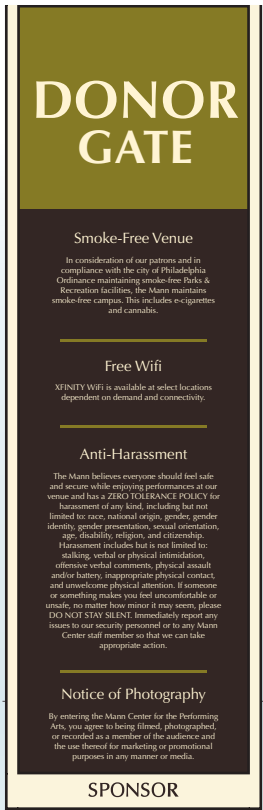 DONOR
GATE
Smoke-Free Venue
In consideration of our patrons and in
compliance with the city of Philadelphia
Ordinance maintaining smoke-free Parks &
Recreation facilities, the Mann maintains
smoke-free campus. This includes e-cigarettes
and cannabis.
Free Wifi
XFINITY WiFi is available at select locations
dependent on demand and connectivity.
Anti-Harassment
The Mann believes everyone should feel safe
and secure while enjoying performances at our
venue and has a ZERO TOLERANCE POLICY for
harassment of any kind, including but not
limited to: race, national origin, gender, gender
identity, gender presentation, sexual orientation,
age, disability, religion, and citizenship.
Harassment includes but is not limited to:
stalking, verbal or physical intimidation,
offensive verbal comments, physical assault
and/or battery, inappropriate physical contact,
and unwelcome physical attention. If someone
or something makes you feel uncomfortable or
unsafe, no matter how minor it may seem, please
DO NOT STAY SILENT. Immediately report any
issues to our security personnel or to any Mann
Center staff member so that we can take
appropriate action.
Notice of Photography
By entering the Mann Center for the Performing
Arts, you agree to being filmed, photographed,
or recorded as a member of the audience and
the use thereof for marketing or promotional
purposes in any manner or media.
SPONSOR